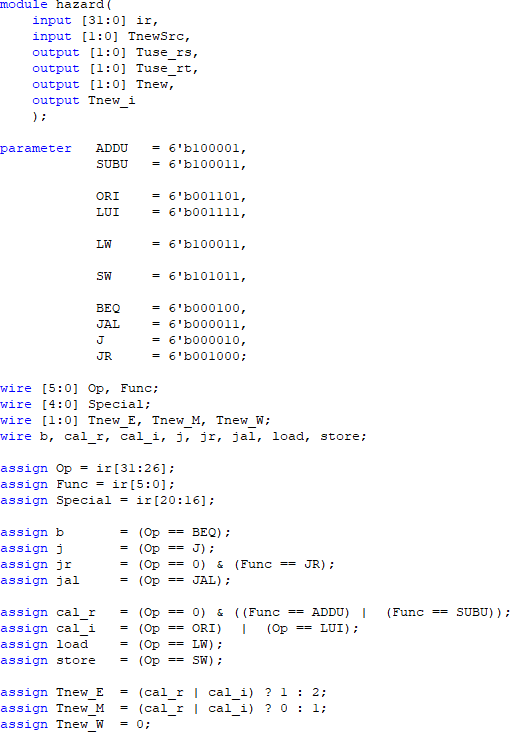 module hazard(
    input [31:0] ir,
    input [1:0] TnewSrc,
    output [1:0] Tuse_rs,
    output [1:0] Tuse_rt,
    output [1:0] Tnew,
    output Tnew_i
    );
parameter   ADDU   = 6'b100001,
            SUBU   = 6'b100011,
            ORI    = 6'b001101,
            LUI    = 6'b001111,
            LW     = 6'b100011,
            SW     = 6'b101011,
            BEQ    = 6'b000100,
            JAL    = 6'b000011,
            J      = 6'b000010,
            JR     = 6'b001000;
wire [5:0] Op, Func;
wire [4:0] Special;
wire [1:0] Tnew_E, Tnew_M, Tnew_W;
wire b, cal_r, cal_i, j, jr, jal, load, store;
assign Op = ir[31:26];
assign Func = ir[5:0];
assign Special = ir[20:16];
assign b       = (Op == BEQ);
assign j       = (Op == J);
assign jr      = (Op == 0) & (Func == JR);
assign jal     = (Op == JAL);
assign cal_r   = (Op == 0) & ((Func == ADDU) |  (Func == SUBU));
assign cal_i   = (Op == ORI)  |  (Op == LUI);
assign load    = (Op == LW);
assign store   = (Op == SW);
assign Tnew_E  = (cal_r | cal_i) ? 1 : 2;
assign Tnew_M  = (cal_r | cal_i) ? 0 : 1;
assign Tnew_W  = 0;